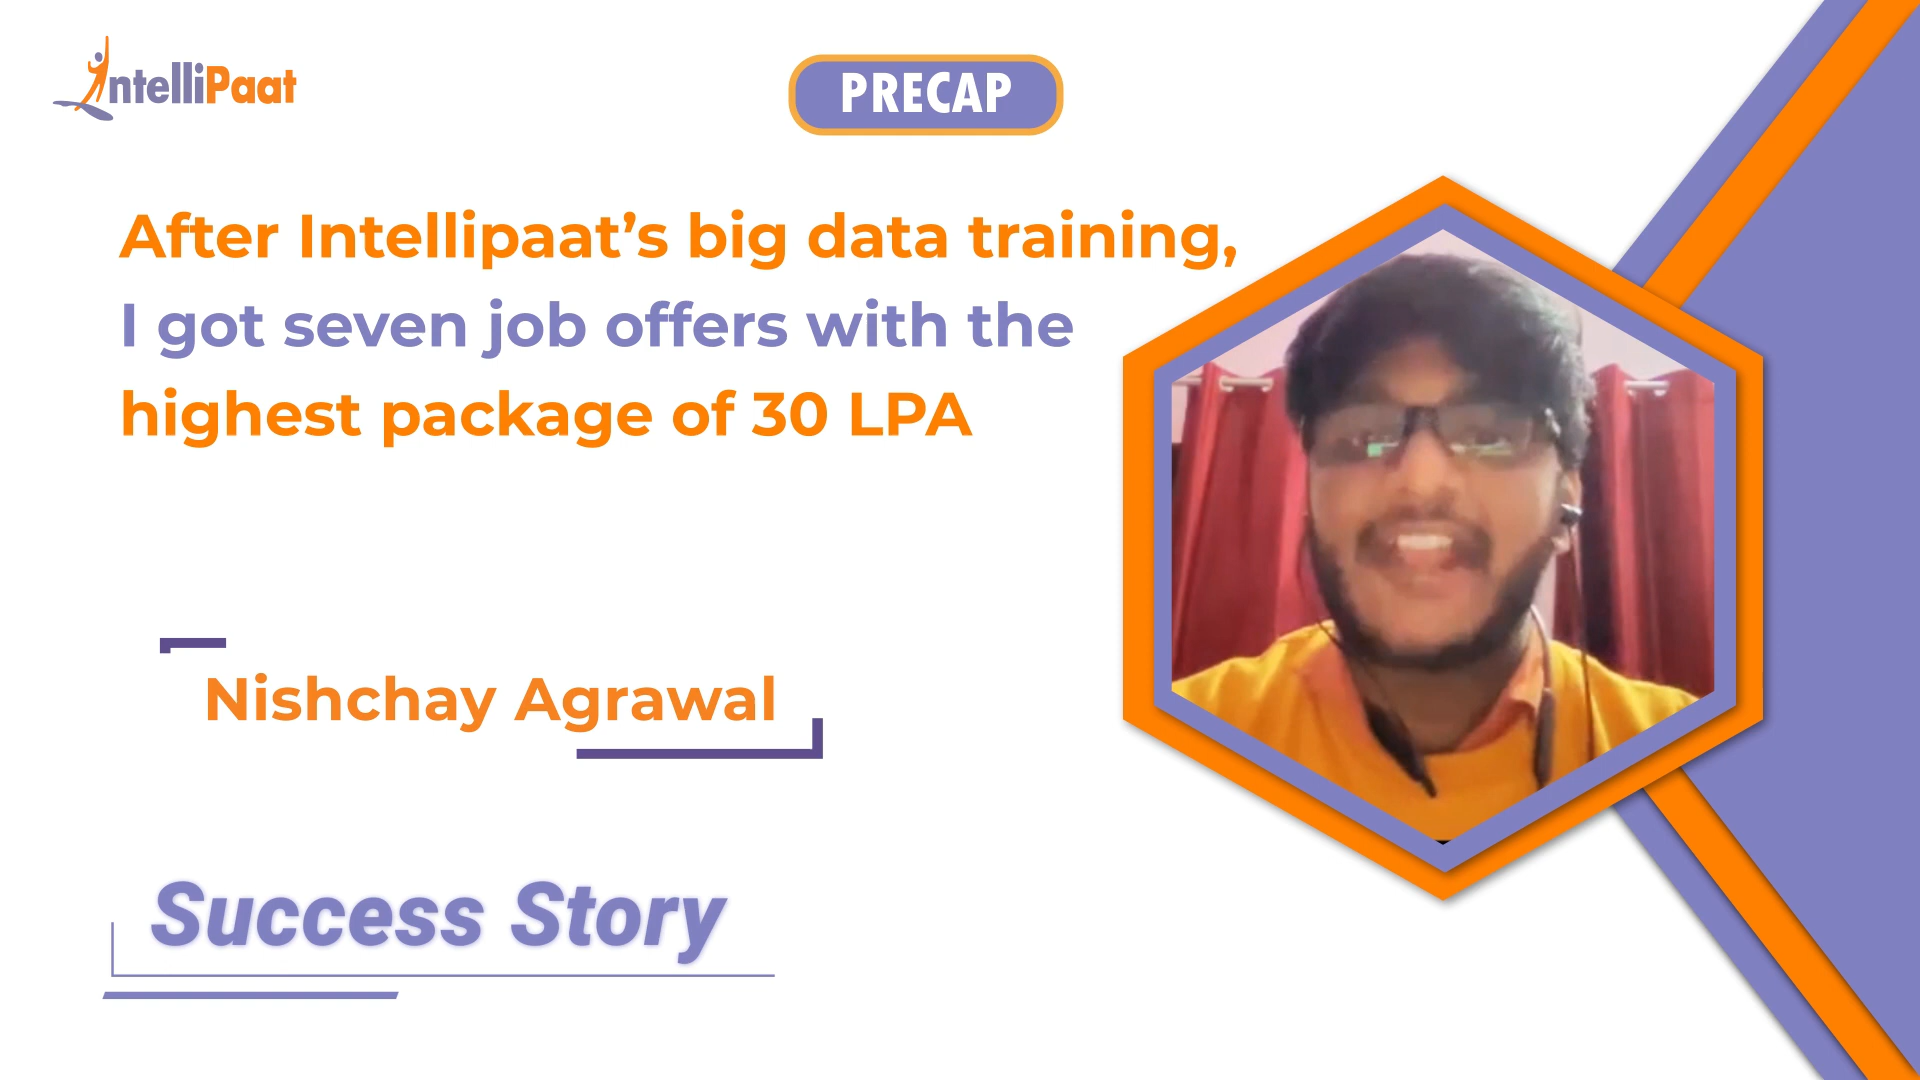 IntelliPaat
PRECAP
After Intellipaat’s big data training,
I got seven job offers with the
highest package of 30 LPA
Nishchay Agrawal
Success Story